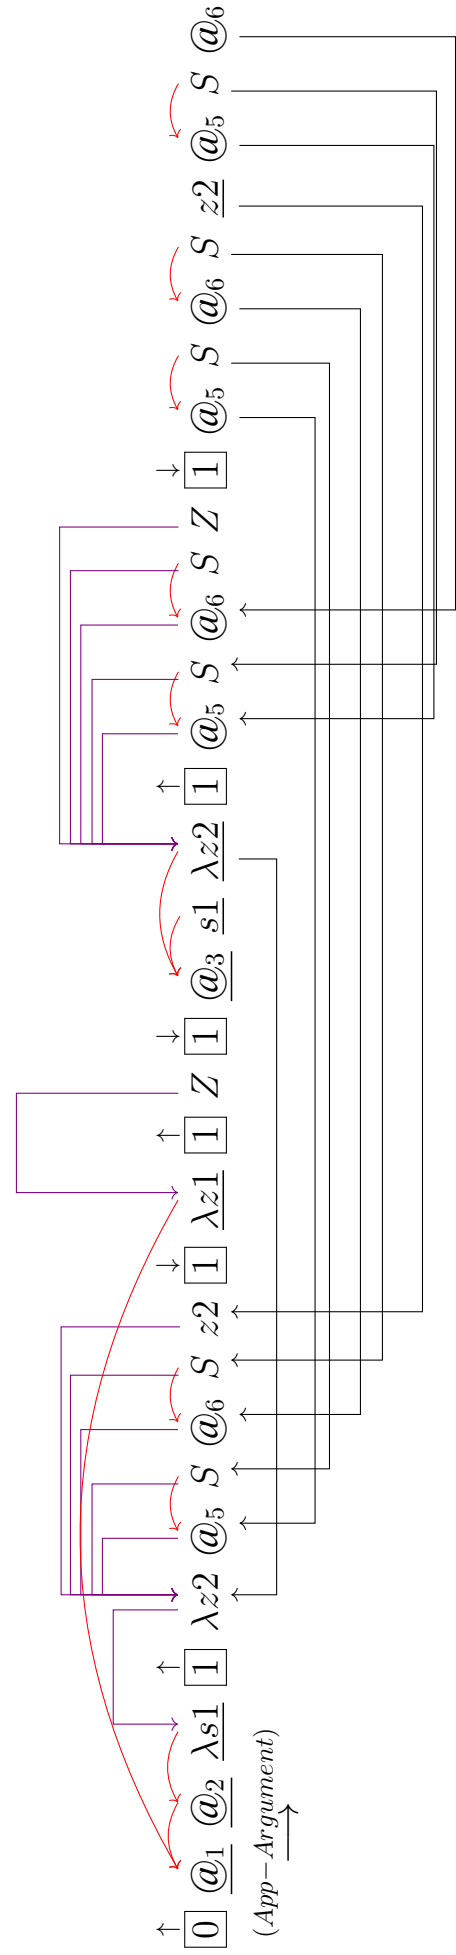 0 @₁ @₂ λs1 1 λz2 @₅ S @₆ S z2 1 λz1 1 Z 1 @₃ s1 λz2 1 @₅ S @₆ S Z 1 @₅ S @₆ S z2 @₅ S @₆
(App−Argument)